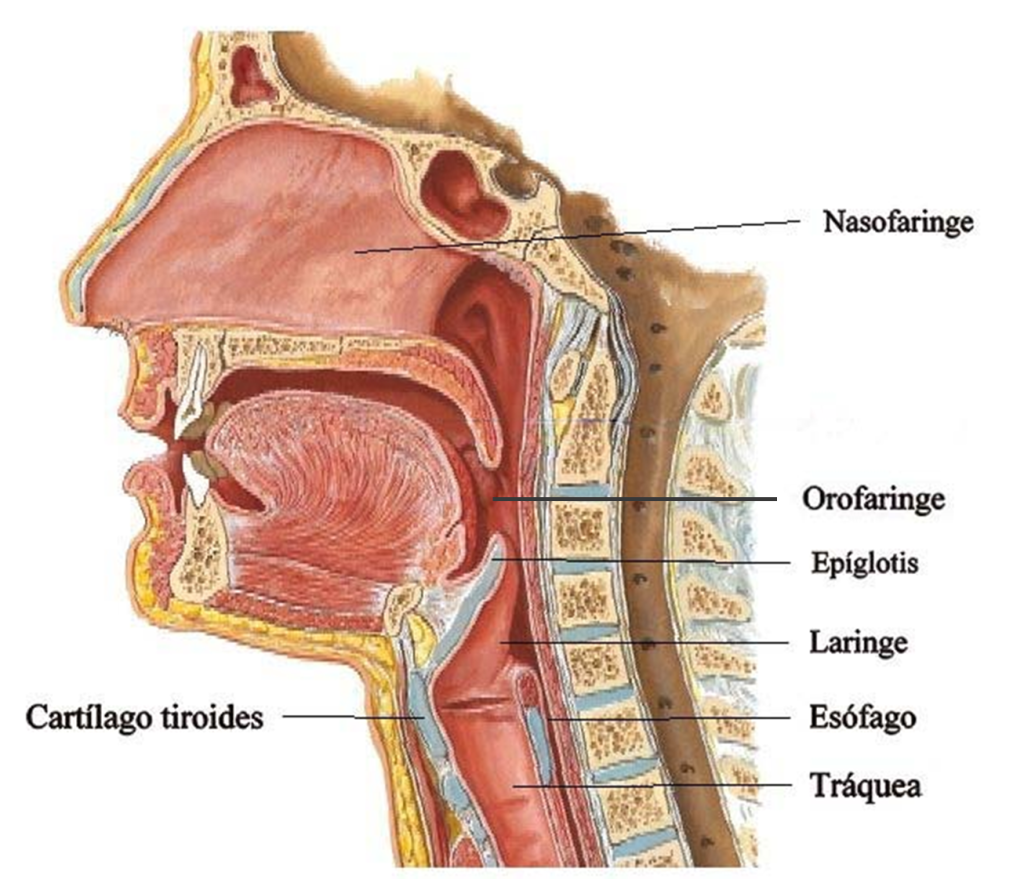 Nasofaringe
Orofaringe
Epíglotis
Laringe
Cartílago tiroides
Esófago
Tráquea